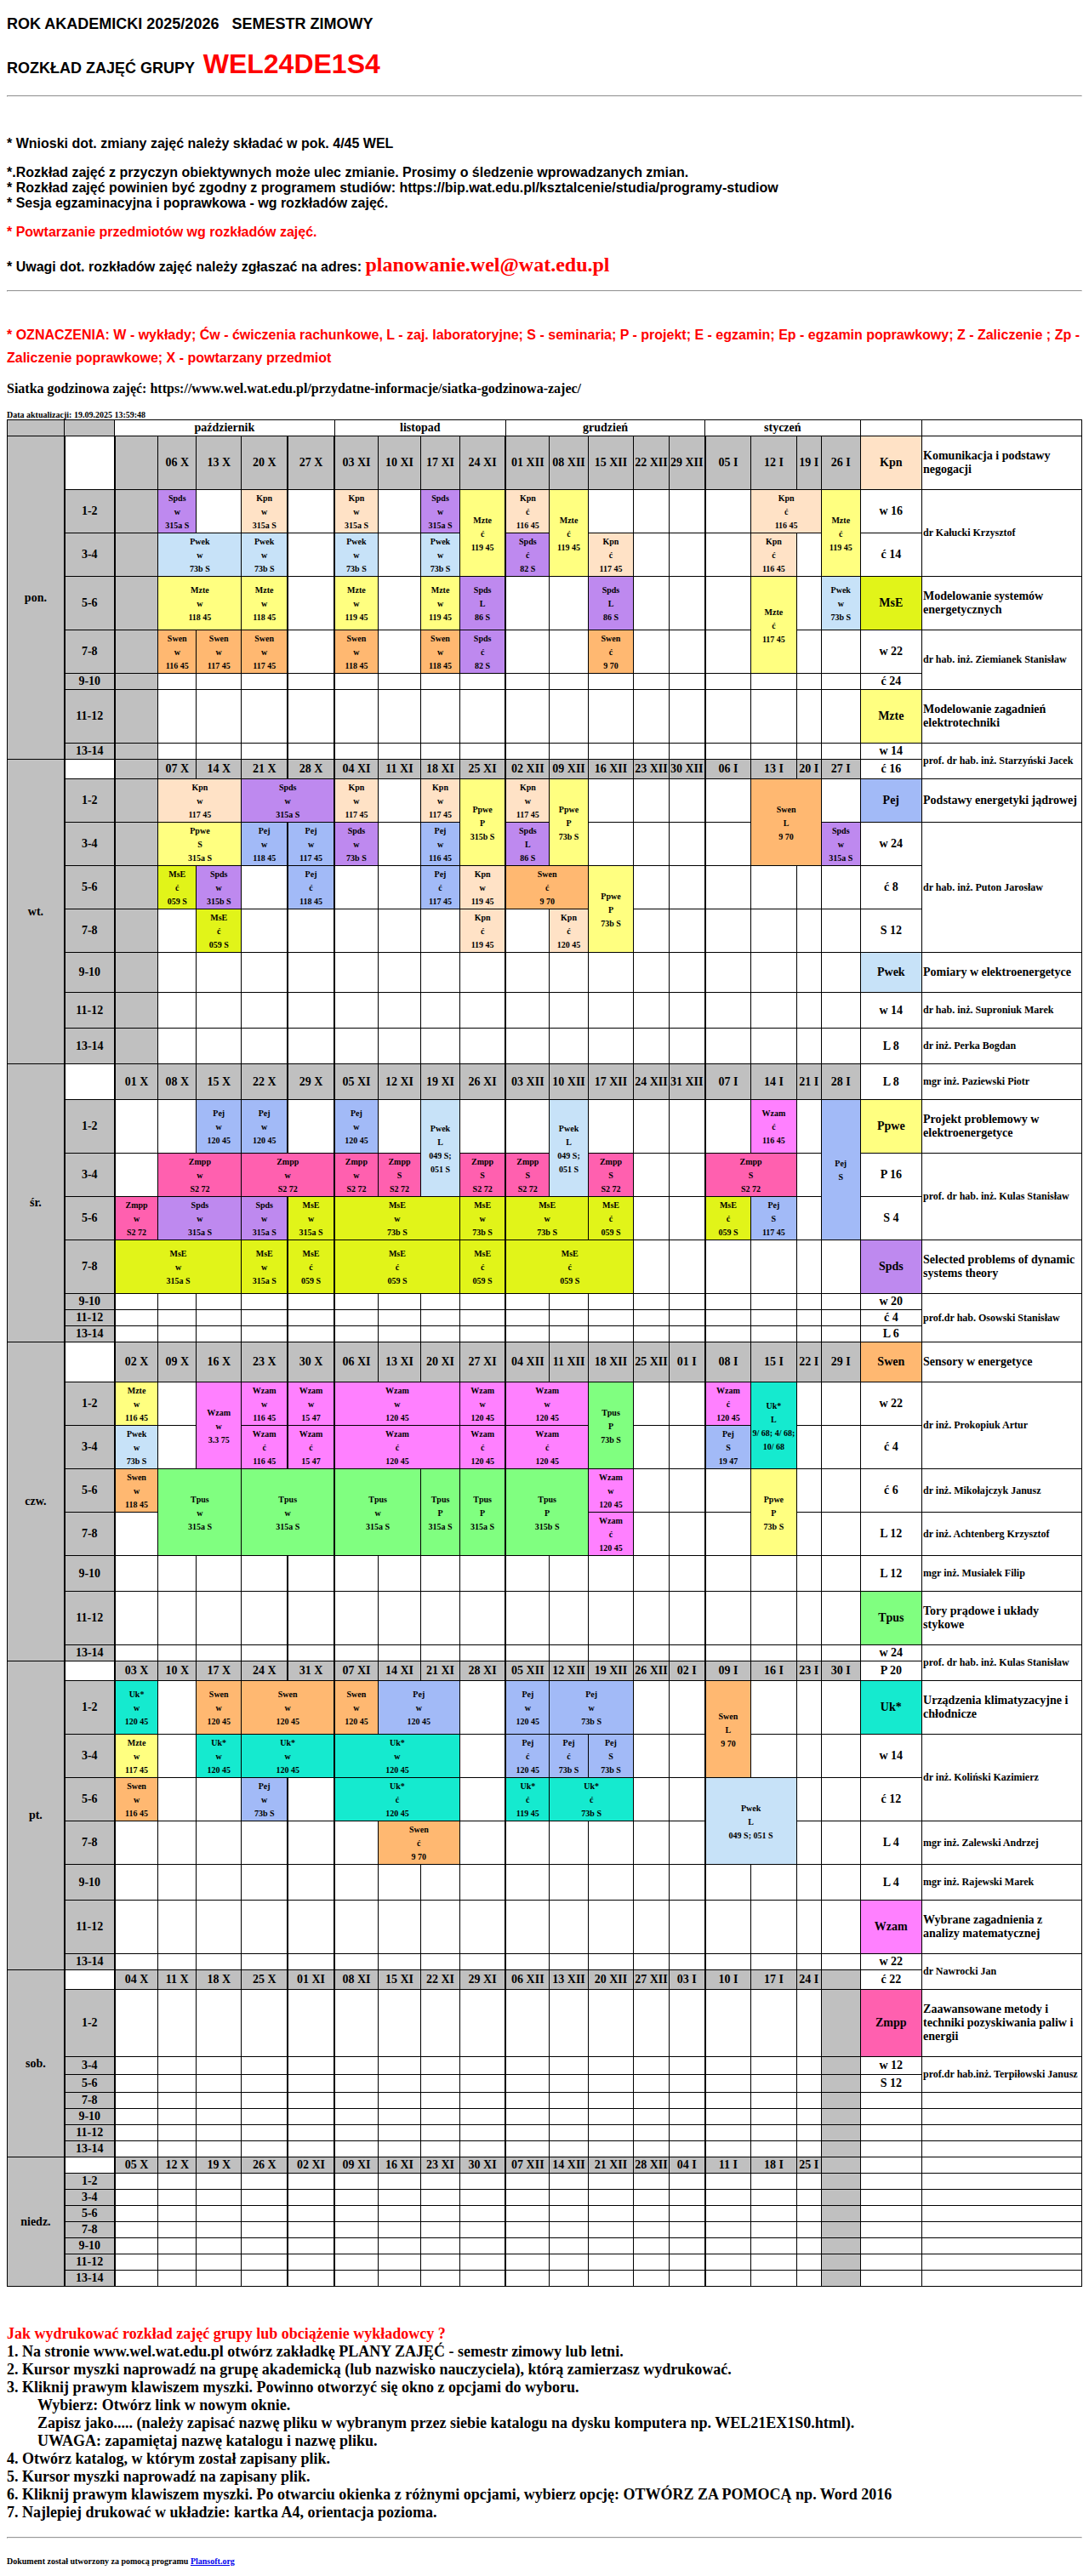 ROK AKADEMICKI 2025/2026 SEMESTR ZIMOWY
ROZKŁAD ZAJĘĆ GRUPY WEL24DE1S4
* Wnioski dot. zmiany zajęć należy składać w pok. 4/45 WEL
*.Rozkład zajęć z przyczyn obiektywnych może ulec zmianie. Prosimy o śledzenie wprowadzanych zmian.
* Rozkład zajęć powinien być zgodny z programem studiów: https://bip.wat.edu.pl/ksztalcenie/studia/programy-studiow
* Sesja egzaminacyjna i poprawkowa - wg rozkładów zajęć.
* Powtarzanie przedmiotów wg rozkładów zajęć.
* Uwagi dot. rozkładów zajęć należy zgłaszać na adres: planowanie.wel@wat.edu.pl
* OZNACZENIA: W - wykłady; Ćw - ćwiczenia rachunkowe, L - zaj. laboratoryjne; S - seminaria; P - projekt; E - egzamin; Ep - egzamin poprawkowy; Z - Zaliczenie ; Zp -
Zaliczenie poprawkowe; X - powtarzany przedmiot
Siatka godzinowa zajęć: https://www.wel.wat.edu.pl/przydatne-informacje/siatka-godzinowa-zajec/
Data aktualizacji: 19.09.2025 13:59:48
październik listopad grudzień styczeń
pon. 06 X 13 X 20 X 27 X 03 XI 10 XI 17 XI 24 XI 01 XII 08 XII 15 XII 22 XII 29 XII 05 I 12 I 19 I 26 I Kpn Komunikacja i podstawy negogacji
1-2 Spds w 315a S Kpn w 315a S Kpn w 315a S Spds w 315a S Mzte ć 119 45 Kpn ć 116 45 Mzte ć 119 45 Kpn ć 116 45 Mzte ć 119 45 w 16 dr Kałucki Krzysztof
3-4 Pwek w 73b S Pwek w 73b S Pwek w 73b S Pwek w 73b S Spds ć 82 S Kpn ć 117 45 Kpn ć 116 45 ć 14
5-6 Mzte w 118 45 Mzte w 118 45 Mzte w 119 45 Mzte w 119 45 Spds L 86 S Spds L 86 S Mzte ć 117 45 Pwek w 73b S MsE Modelowanie systemów energetycznych
7-8 Swen w 116 45 Swen w 117 45 Swen w 117 45 Swen w 118 45 Swen w 118 45 Spds ć 82 S Swen ć 9 70 w 22 dr hab. inż. Ziemianek Stanisław
9-10 ć 24
11-12 Mzte Modelowanie zagadnień elektrotechniki
13-14 w 14 prof. dr hab. inż. Starzyński Jacek
wt. 07 X 14 X 21 X 28 X 04 XI 11 XI 18 XI 25 XI 02 XII 09 XII 16 XII 23 XII 30 XII 06 I 13 I 20 I 27 I ć 16
1-2 Kpn w 117 45 Spds w 315a S Kpn w 117 45 Kpn w 117 45 Ppwe P 315b S Kpn w 117 45 Ppwe P 73b S Swen L 9 70 Pej Podstawy energetyki jądrowej
3-4 Ppwe S 315a S Pej w 118 45 Pej w 117 45 Spds w 73b S Pej w 116 45 Spds L 86 S Spds w 315a S w 24 dr hab. inż. Puton Jarosław
5-6 MsE ć 059 S Spds w 315b S Pej ć 118 45 Pej ć 117 45 Kpn w 119 45 Swen ć 9 70 Ppwe P 73b S ć 8
7-8 MsE ć 059 S Kpn ć 119 45 Kpn ć 120 45 S 12
9-10 Pwek Pomiary w elektroenergetyce
11-12 w 14 dr hab. inż. Suproniuk Marek
13-14 L 8 dr inż. Perka Bogdan
śr. 01 X 08 X 15 X 22 X 29 X 05 XI 12 XI 19 XI 26 XI 03 XII 10 XII 17 XII 24 XII 31 XII 07 I 14 I 21 I 28 I L 8 mgr inż. Paziewski Piotr
1-2 Pej w 120 45 Pej w 120 45 Pej w 120 45 Pwek L 049 S; 051 S Pwek L 049 S; 051 S Wzam ć 116 45 Pej S Ppwe Projekt problemowy w elektroenergetyce
3-4 Zmpp w S2 72 Zmpp w S2 72 Zmpp w S2 72 Zmpp S S2 72 Zmpp S S2 72 Zmpp S S2 72 Zmpp S S2 72 Zmpp S S2 72 P 16 prof. dr hab. inż. Kulas Stanisław
5-6 Zmpp w S2 72 Spds w 315a S Spds w 315a S MsE w 315a S MsE w 73b S MsE w 73b S MsE w 73b S MsE ć 059 S MsE ć 059 S Pej S 117 45 S 4
7-8 MsE w 315a S MsE w 315a S MsE ć 059 S MsE ć 059 S MsE ć 059 S MsE ć 059 S Spds Selected problems of dynamic systems theory
9-10 w 20 prof.dr hab. Osowski Stanisław
11-12 ć 4
13-14 L 6
czw. 02 X 09 X 16 X 23 X 30 X 06 XI 13 XI 20 XI 27 XI 04 XII 11 XII 18 XII 25 XII 01 I 08 I 15 I 22 I 29 I Swen Sensory w energetyce
1-2 Mzte w 116 45 Wzam w 3.3 75 Wzam w 116 45 Wzam w 15 47 Wzam w 120 45 Wzam w 120 45 Wzam w 120 45 Tpus P 73b S Wzam ć 120 45 Uk* L 9/ 68; 4/ 68; 10/ 68 w 22 dr inż. Prokopiuk Artur
3-4 Pwek w 73b S Wzam ć 116 45 Wzam ć 15 47 Wzam ć 120 45 Wzam ć 120 45 Wzam ć 120 45 Pej S 19 47 ć 4
5-6 Swen w 118 45 Tpus w 315a S Tpus w 315a S Tpus w 315a S Tpus P 315a S Tpus P 315a S Tpus P 315b S Wzam w 120 45 Ppwe P 73b S ć 6 dr inż. Mikołajczyk Janusz
7-8 Wzam ć 120 45 L 12 dr inż. Achtenberg Krzysztof
9-10 L 12 mgr inż. Musiałek Filip
11-12 Tpus Tory prądowe i układy stykowe
13-14 w 24 prof. dr hab. inż. Kulas Stanisław
pt. 03 X 10 X 17 X 24 X 31 X 07 XI 14 XI 21 XI 28 XI 05 XII 12 XII 19 XII 26 XII 02 I 09 I 16 I 23 I 30 I P 20
1-2 Uk* w 120 45 Swen w 120 45 Swen w 120 45 Swen w 120 45 Pej w 120 45 Pej w 120 45 Pej w 73b S Swen L 9 70 Uk* Urządzenia klimatyzacyjne i chłodnicze
3-4 Mzte w 117 45 Uk* w 120 45 Uk* w 120 45 Uk* w 120 45 Pej ć 120 45 Pej ć 73b S Pej S 73b S w 14 dr inż. Koliński Kazimierz
5-6 Swen w 116 45 Pej w 73b S Uk* ć 120 45 Uk* ć 119 45 Uk* ć 73b S Pwek L 049 S; 051 S ć 12
7-8 Swen ć 9 70 L 4 mgr inż. Zalewski Andrzej
9-10 L 4 mgr inż. Rajewski Marek
11-12 Wzam Wybrane zagadnienia z analizy matematycznej
13-14 w 22 dr Nawrocki Jan
sob. 04 X 11 X 18 X 25 X 01 XI 08 XI 15 XI 22 XI 29 XI 06 XII 13 XII 20 XII 27 XII 03 I 10 I 17 I 24 I ć 22
1-2 Zmpp Zaawansowane metody i techniki pozyskiwania paliw i energii
3-4 w 12 prof.dr hab.inż. Terpiłowski Janusz
5-6 S 12
7-8
9-10
11-12
13-14
niedz. 05 X 12 X 19 X 26 X 02 XI 09 XI 16 XI 23 XI 30 XI 07 XII 14 XII 21 XII 28 XII 04 I 11 I 18 I 25 I
1-2
3-4
5-6
7-8
9-10
11-12
13-14
Jak wydrukować rozkład zajęć grupy lub obciążenie wykładowcy ?
1. Na stronie www.wel.wat.edu.pl otwórz zakładkę PLANY ZAJĘĆ - semestr zimowy lub letni.
2. Kursor myszki naprowadź na grupę akademicką (lub nazwisko nauczyciela), którą zamierzasz wydrukować.
3. Kliknij prawym klawiszem myszki. Powinno otworzyć się okno z opcjami do wyboru.
Wybierz: Otwórz link w nowym oknie.
Zapisz jako..... (należy zapisać nazwę pliku w wybranym przez siebie katalogu na dysku komputera np. WEL21EX1S0.html).
UWAGA: zapamiętaj nazwę katalogu i nazwę pliku.
4. Otwórz katalog, w którym został zapisany plik.
5. Kursor myszki naprowadź na zapisany plik.
6. Kliknij prawym klawiszem myszki. Po otwarciu okienka z różnymi opcjami, wybierz opcję: OTWÓRZ ZA POMOCĄ np. Word 2016
7. Najlepiej drukować w układzie: kartka A4, orientacja pozioma.
Dokument został utworzony za pomocą programu Plansoft.org